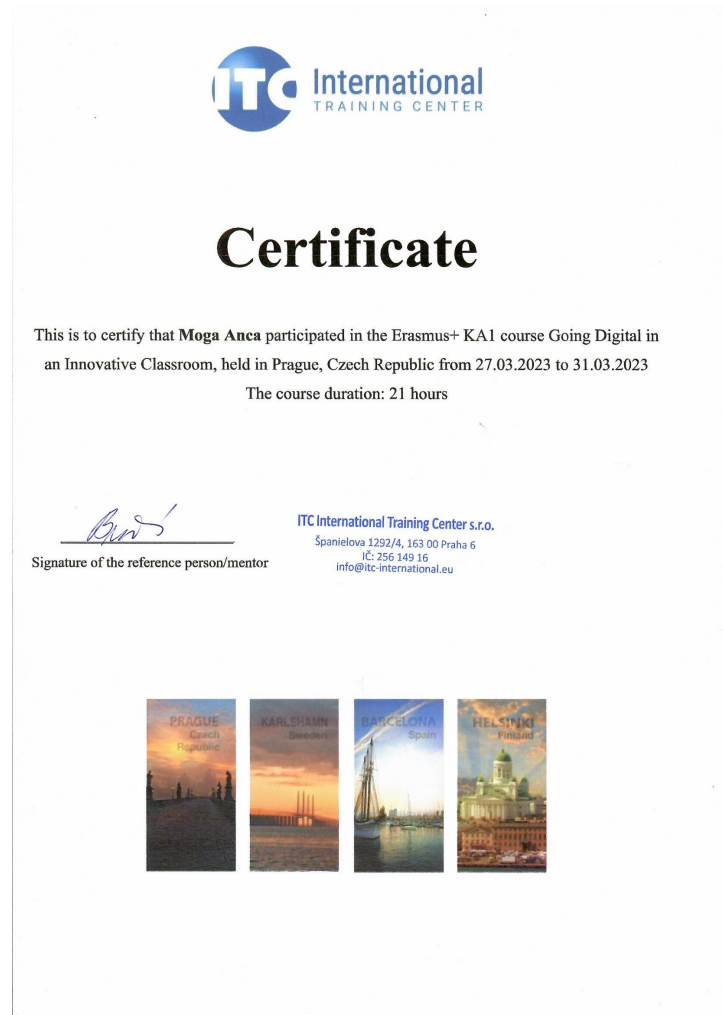 ITC International
TRAINING CENTER
Certificate
This is to certify that Moga Anca participated in the Erasmus+ KA1 course Going Digital in
an Innovative Classroom, held in Prague, Czech Republic from 27.03.2023 to 31.03.2023
The course duration: 21 hours
Signature of the reference person/mentor
ITC International Training Center s.r.o.
Španielova 1292/4, 163 00 Praha 6
IČ: 256 149 16
info@itc-international.eu
PRAGUE
Czech
Republic
KARLSHAMN
Sweden
BARCELONA
Spain
HELSINKI
Finland